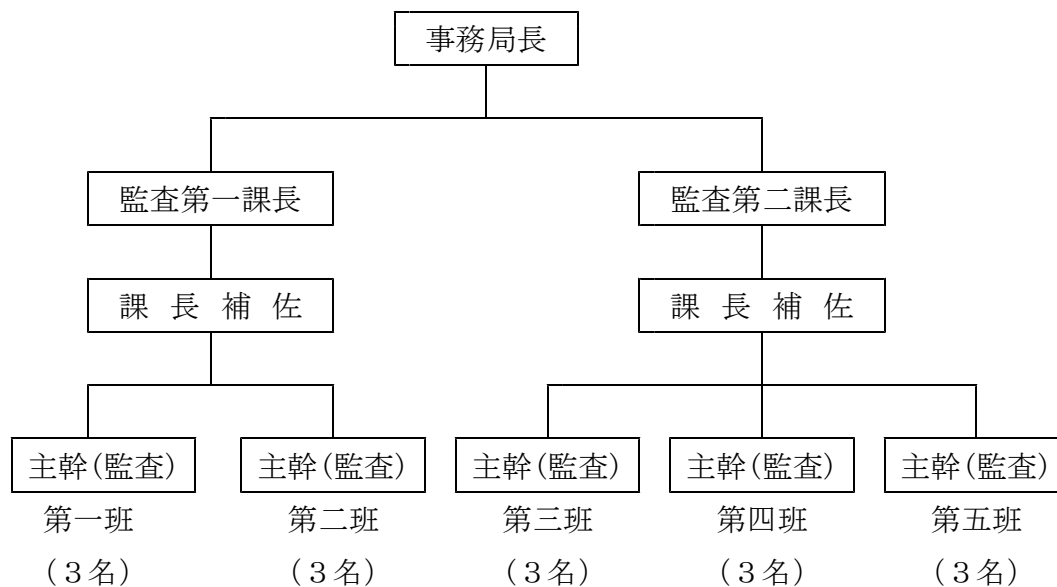 事務局長
監査第一課長
監査第二課長
課長補佐
課長補佐
主幹(監査)
主幹(監査)
主幹(監査)
主幹(監査)
主幹(監査)
第一班
第二班
第三班
第四班
第五班
(3名)
(3名)
(3名)
(3名)
(3名)